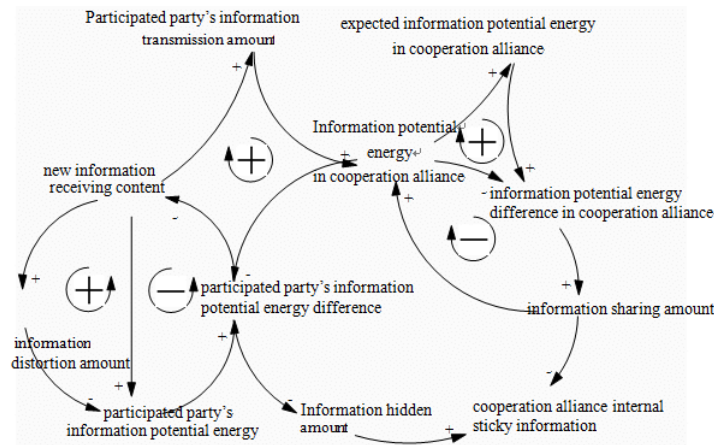 Participated party's information
transmission amount
expected information potential energy
in cooperation alliance
+
+
Information potential
energy↵
in cooperation alliance
+
+
+
+
new information
receiving content
+
-
-
information potential energy
difference in cooperation alliance
-
-
+
+
-
participated party's information
potential energy difference
+
information sharing amount
information
distortion amount
+
-
+
-
-
participated party's
information potential energy
Information hidden
amount
+
cooperation alliance internal
sticky information